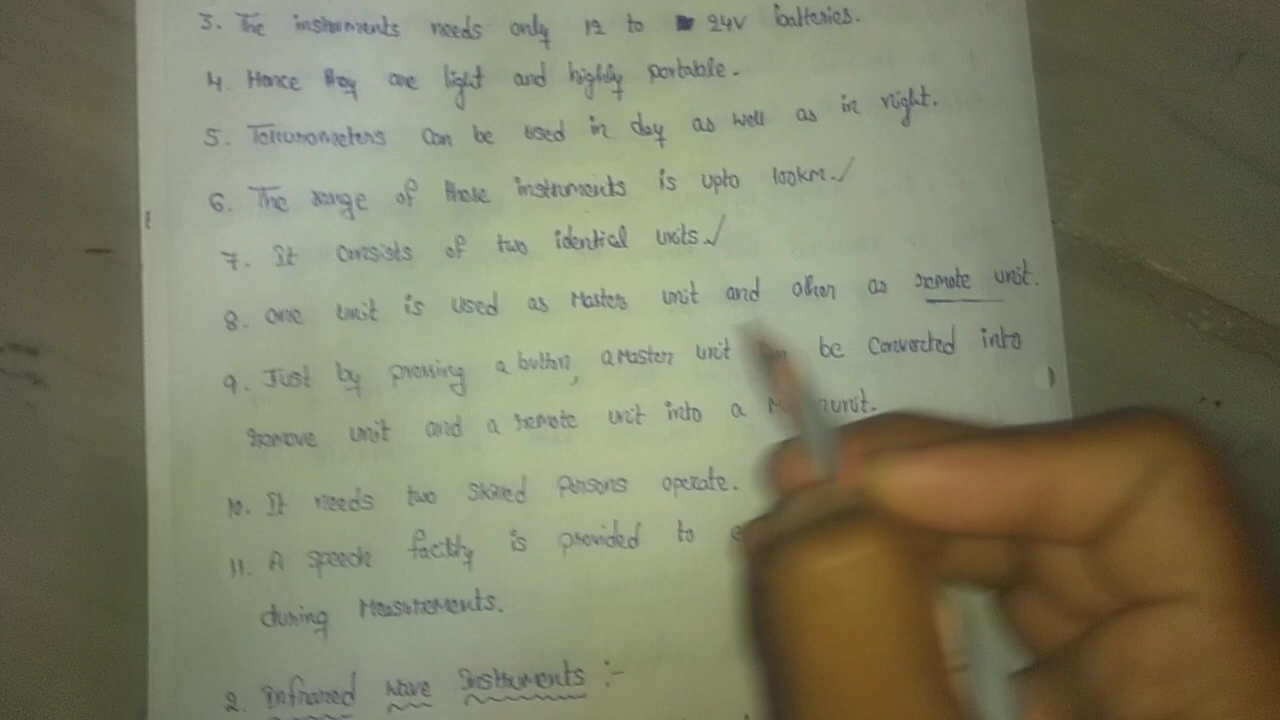 3. The instruments needs only 12 to 24V batteries.
4. Hence they are light and highly portable.
5. Tellurometers can be used in day as well as in night.
6. The range of these instruments is upto 100km.
7. It consists of two identical units.
8. One unit is used as Master unit and other as remote unit.
9. Just by pressing a button, a Master unit be converted into
remove unit and a remote unit into a unit.
10. It needs two skilled persons operate.
11. A speech facility is provided to
during Measurements.
2. Infrared wave Instruments :-